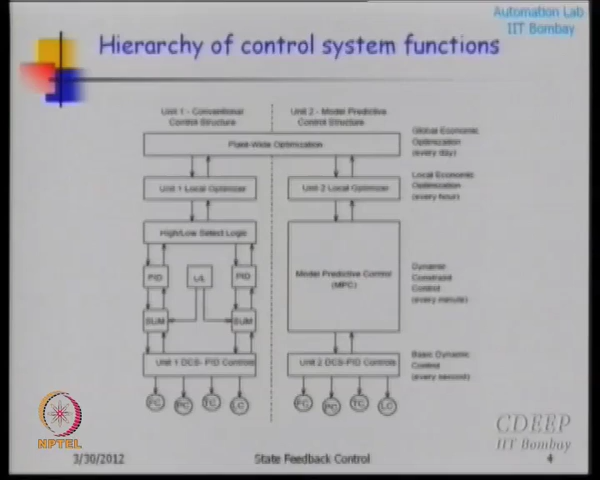 Automation Lab
IIT Bombay
Hierarchy of control system functions
Unit 1 - Conventional
Control Structure
Unit 2 - Model Predictive
Control Structure
Plant-Wide Optimization
Global Economic
Optimization
(every day)
Unit 1 Local Optimizer
Unit 2 Local Optimizer
Local Economic
Optimization
(every hour)
High/Low Select Logic
PID
L/L
PID
Model Predictive Control
(MPC)
Dynamic
Constraint
Control
(every minute)
SUM
SUM
Unit 1 DCS-PID Controls
Unit 2 DCS-PID Controls
Basic Dynamic
Control
(every second)
FC
PC
TC
LC
FC
PC
TC
LC
NPTEL
CDEEP
IIT Bombay
3/30/2012
State Feedback Control
4